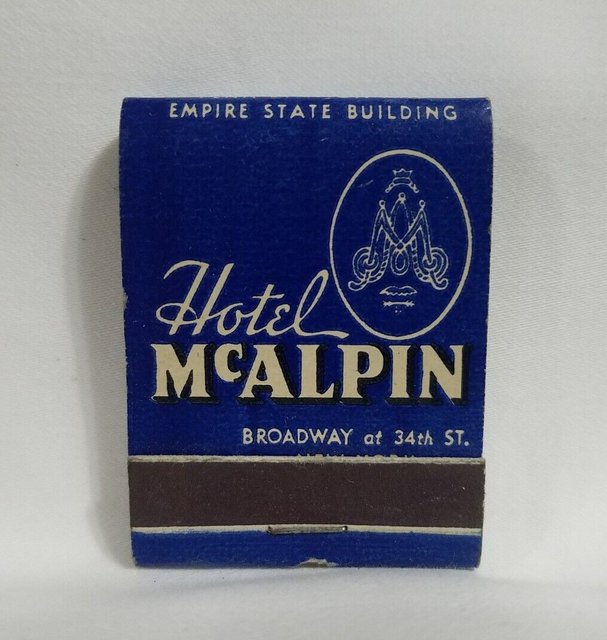 EMPIRE STATE BUILDING
Hotel
McALPIN
BROADWAY at 34th ST.